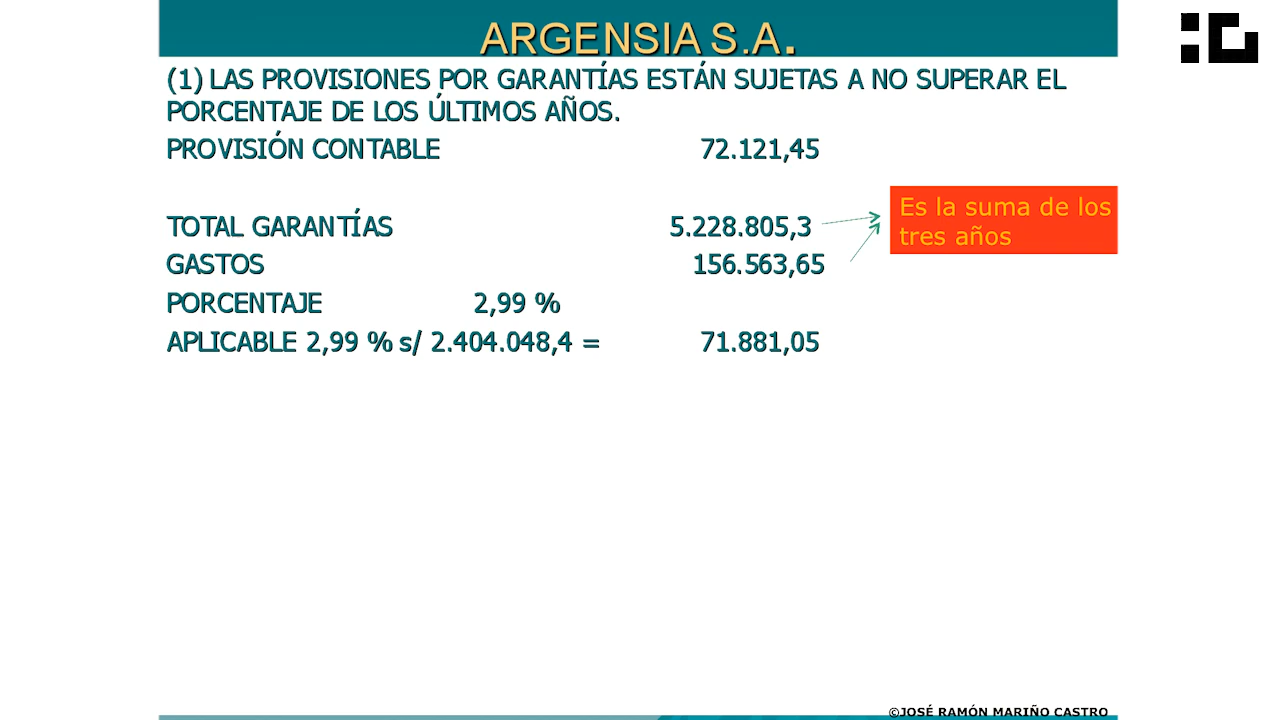 ARGENSIA S.A.
(1) LAS PROVISIONES POR GARANTÍAS ESTÁN SUJETAS A NO SUPERAR EL
PORCENTAJE DE LOS ÚLTIMOS AÑOS.
PROVISIÓN CONTABLE 72.121,45
TOTAL GARANTÍAS 5.228.805,3
Es la suma de los
tres años
GASTOS 156.563,65
PORCENTAJE 2,99 %
APLICABLE 2,99 % s/ 2.404.048,4 = 71.881,05
©JOSÉ RAMÓN MARIÑO CASTRO